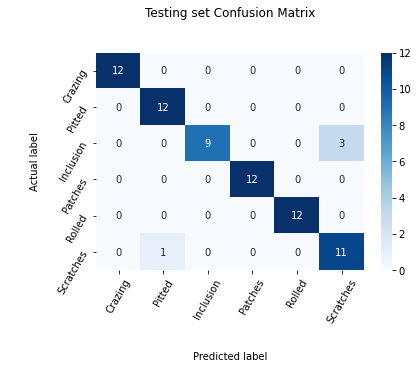 Testing set Confusion Matrix
Actual label
Crazing 12 0 0 0 0 0
Pitted 0 12 0 0 0 0
Inclusion 0 0 9 0 0 3
Patches 0 0 0 12 0 0
Rolled 0 0 0 0 12 0
Scratches 0 1 0 0 0 11
Crazing Pitted Inclusion Patches Rolled Scratches
Predicted label
12
10
8
6
4
2
0